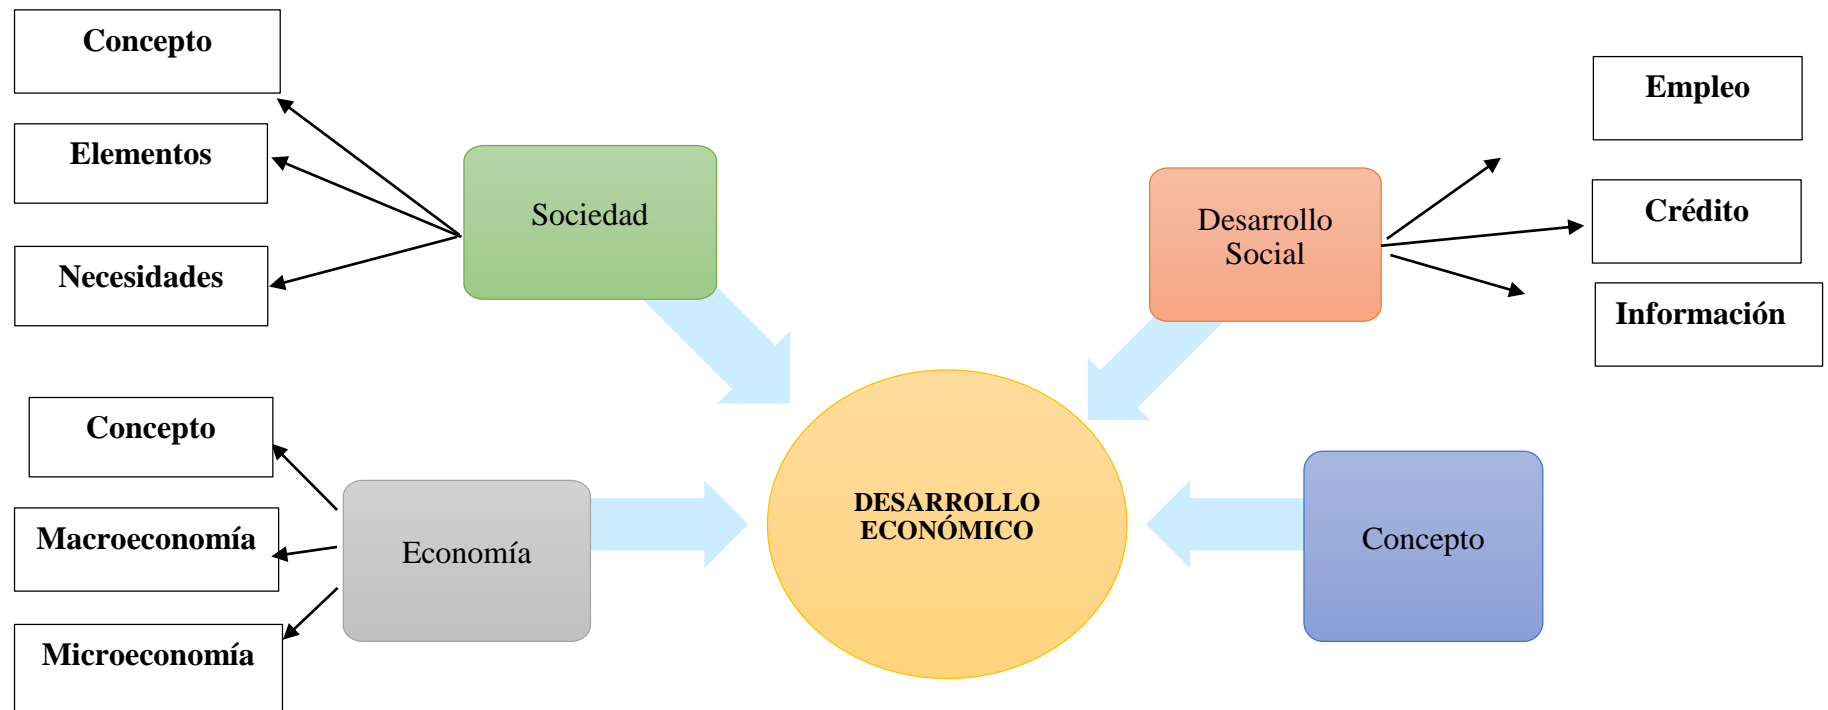 Concepto
Elementos
Necesidades
Sociedad
Concepto
Macroeconomía
Microeconomía
Economía
DESARROLLO
ECONÓMICO
Desarrollo
Social
Empleo
Crédito
Información
Concepto